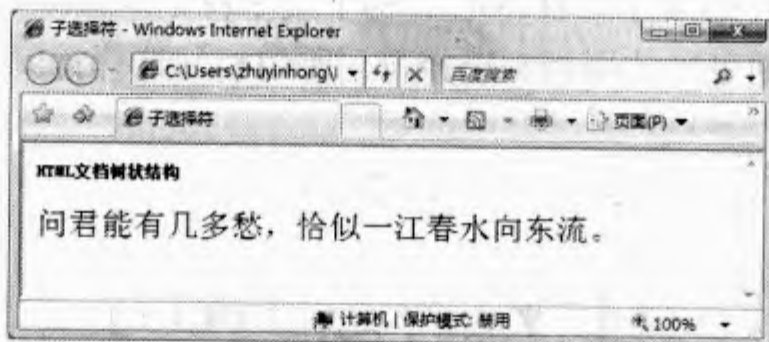 子选择符 - Windows Internet Explorer
C:\Users\zhuyinhong\ 百度搜索
子选择符 页面(P)
HTML文档树状结构
问君能有几多愁，恰似一江春水向东流。
计算机 | 保护模式: 禁用 100%